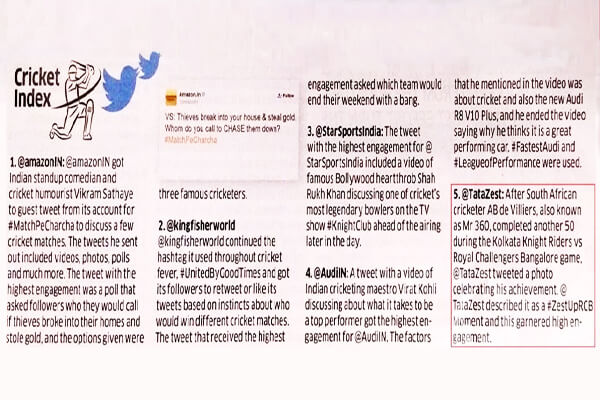 Cricket
Index
1. @amazonIN: @amazonIN got
Indian standup comedian and
cricket humourist Vikram Sathaye
to guest tweet from its account for
#MatchPeCharcha to discuss a few
cricket matches. The tweets he sent
out included videos, photos, polls
and much more. The tweet with the
highest engagement was a poll that
asked followers who they would call
if thieves broke into their homes and
stole gold, and the options given were
Amazon.in
Follow
VS: Thieves break into your house & steal gold.
Whom do you call to CHASE them down?
#MatchPeCharcha
three famous cricketers.
2. @kingfisherworld
@kingfisherworld continued the
hashtag it used throughout cricket
fever, #UnitedByGoodTimes and got
its followers to retweet or like its
tweets based on instincts about who
would win different cricket matches.
The tweet that received the highest
engagement asked which team would
end their weekend with a bang.
3. @StarSportsIndia: The tweet
with the highest engagement for @
StarSportsIndia included a video of
famous Bollywood heartthrob Shah
Rukh Khan discussing one of cricket's
most legendary bowlers on the TV
show #KnightClub ahead of the airing
later in the day.
4. @AudiIN: A tweet with a video of
Indian cricketing maestro Virat Kohli
discussing about what it takes to be
a top performer got the highest en-
gagement for @AudiIN. The factors
that he mentioned in the video was
about cricket and also the new Audi
R8 V10 Plus, and he ended the video
saying why he thinks it is a great
performing car. #FastestAudi and
#LeagueofPerformance were used.
5. @TataZest: After South African
cricketer AB de Villiers, also known
as Mr 360, completed another 50
during the Kolkata Knight Riders vs
Royal Challengers Bangalore game,
@TataZest tweeted a photo
celebrating his achievement. @
TataZest described it as a #ZestUpRCB
Moment and this garnered high en-
gagement.